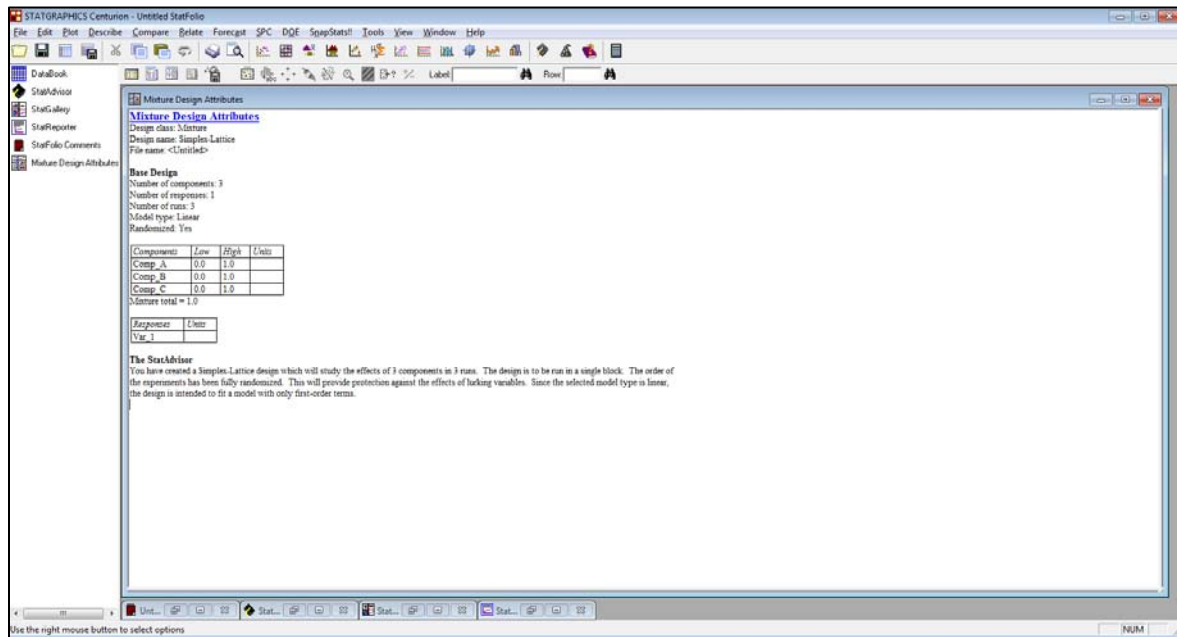 STATGRAPHICS Centurion - Untitled StatFolio
File Edit Plot Describe Compare Relate Forecast SPC DOE SnapStats!! Tools View Window Help
Label: Row:
DataBook
StatAdvisor
StatGallery
StatReporter
StatFolio Comments
Mixture Design Attributes
Mixture Design Attributes
Mixture Design Attributes
Design class: Mixture
Design name: Simplex-Lattice
File name: <Untitled>
Base Design
Number of components: 3
Number of responses: 1
Number of runs: 3
Model type: Linear
Randomized: Yes
Components Low High Units
Comp_A 0.0 1.0
Comp_B 0.0 1.0
Comp_C 0.0 1.0
Mixture total = 1.0
Responses Units
Var_1
The StatAdvisor
You have created a Simplex-Lattice design which will study the effects of 3 components in 3 runs. The design is to be run in a single block. The order of
the experiments has been fully randomized. This will provide protection against the effects of lurking variables. Since the selected model type is linear,
the design is intended to fit a model with only first-order terms.
Unt... Stat... Stat... Stat...
Use the right mouse button to select options NUM